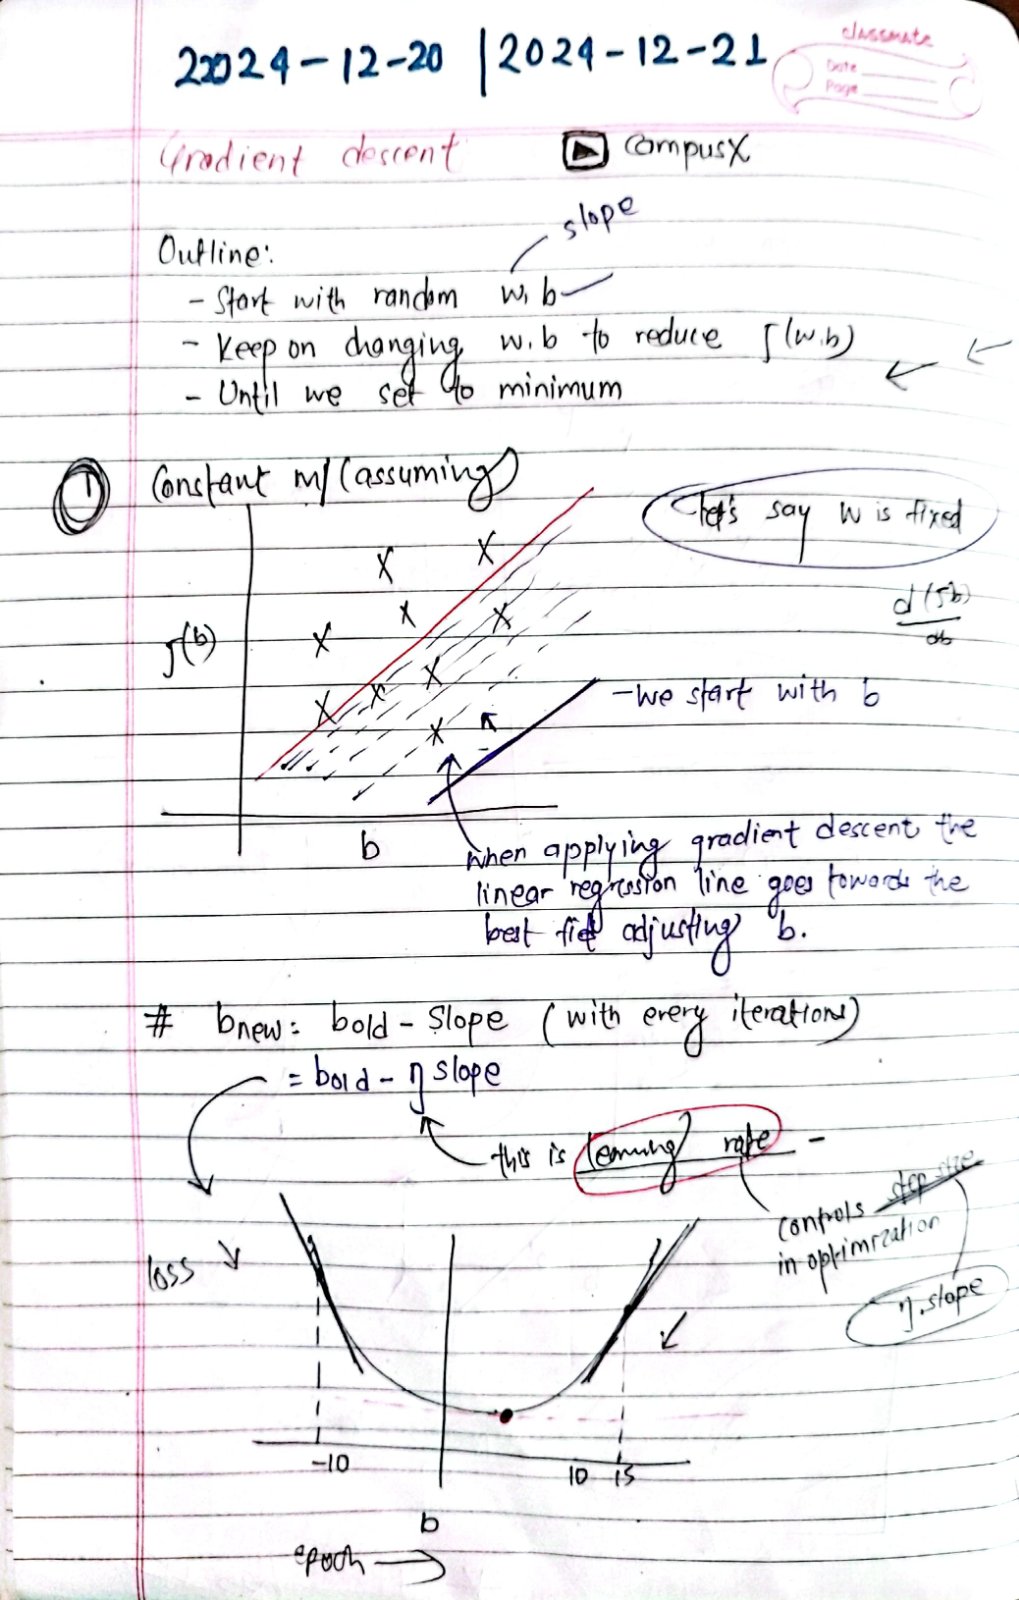 22024-12-20 | 2024-12-21
classmate
Date
Page
Gradient descent
CampusX
slope
Outline:
- Start with random w, b
- Keep on changing w.b to reduce J(w.b)
- Until we set to minimum
1 Constant m/(assuming)
let's say w is fixed
J(b)
d(Jb)
db
- we start with b
b
when applying gradient descent the
linear regression line goes towards the
best fiet adjusting b.
# bnew = bold - Slope (with every iterations)
= bold - η slope
this is learning rate -
controls step size
in optimization
η.slope
loss
-10
10
15
b
epoch